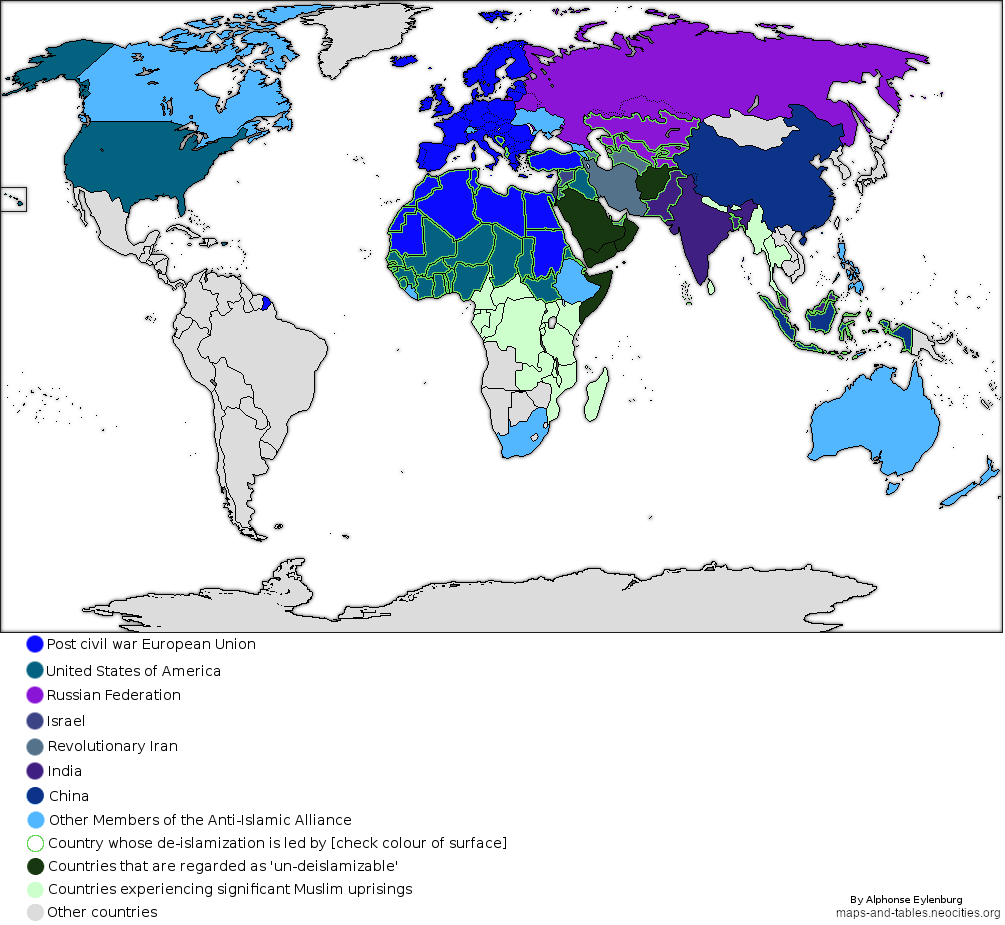 Post civil war European Union
United States of America
Russian Federation
Israel
Revolutionary Iran
India
China
Other Members of the Anti-Islamic Alliance
Country whose de-islamization is led by [check colour of surface]
Countries that are regarded as 'un-deislamizable'
Countries experiencing significant Muslim uprisings
Other countries
By Alphonse Eylenburg
maps-and-tables.neocities.org